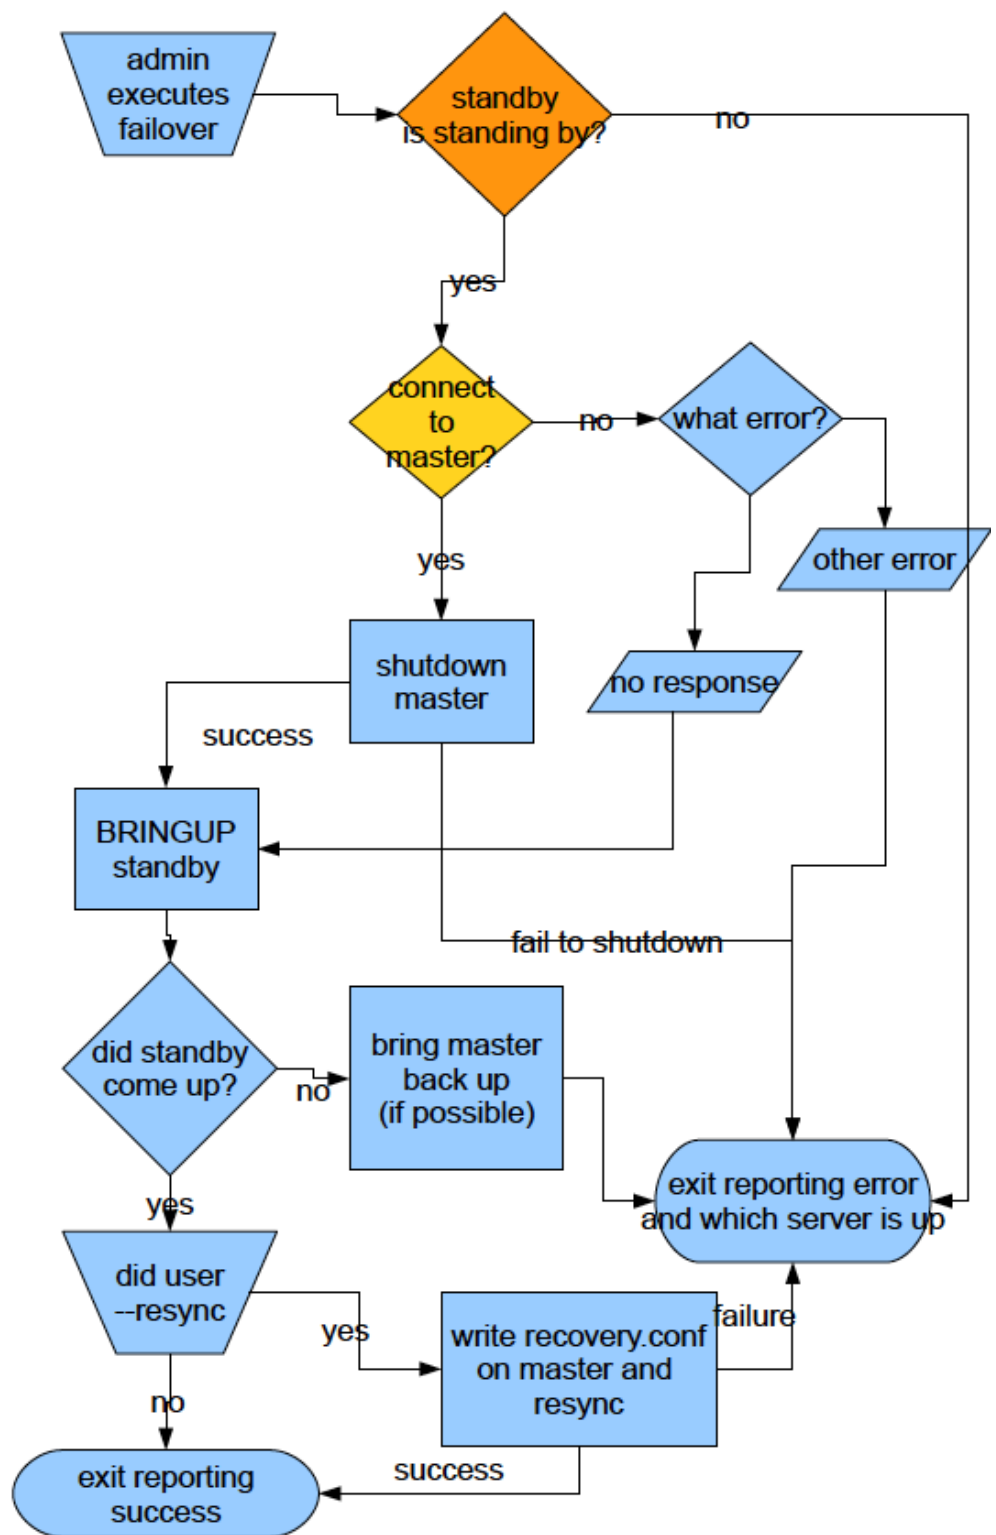 admin
executes
failover
standby
is standing by?
no
yes
connect
to
master?
no
what error?
yes
other error
shutdown
master
no response
success
BRINGUP
standby
fail to shutdown
did standby
come up?
no
bring master
back up
(if possible)
exit reporting error
and which server is up
yes
did user
--resync
yes
write recovery.conf
on master and
resync
failure
no
exit reporting
success
success